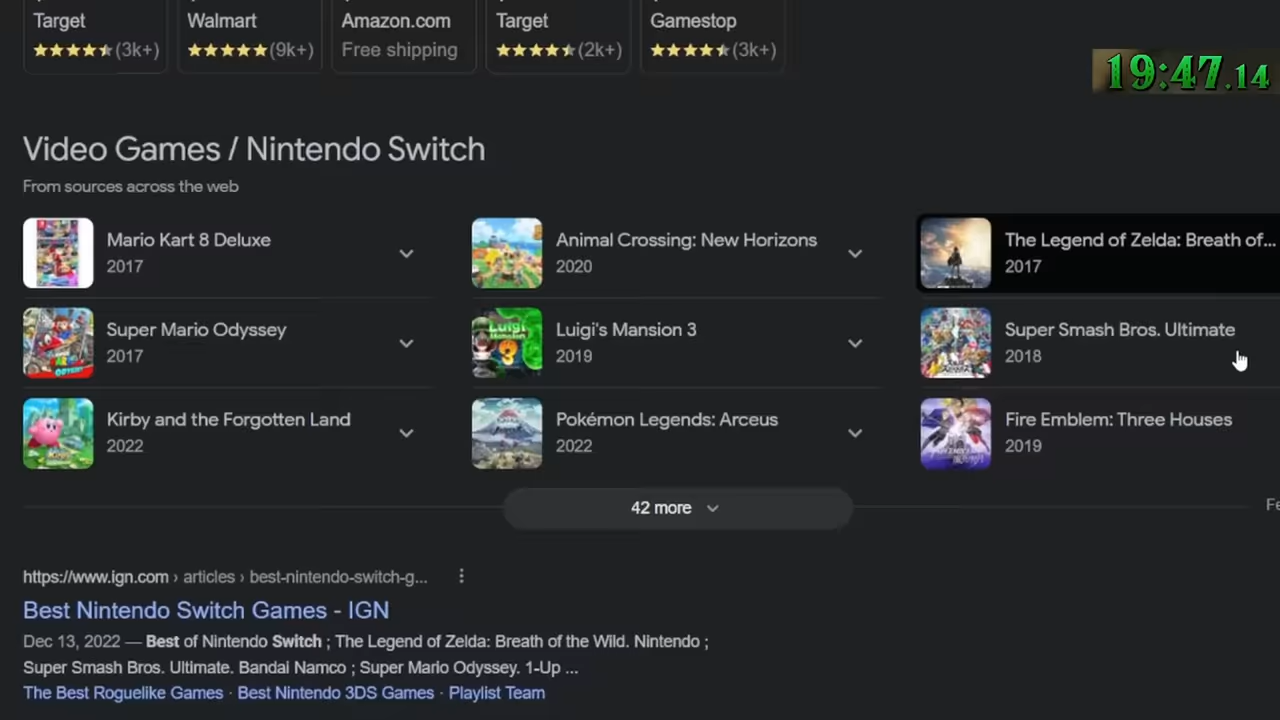 Target
Walmart
Amazon.com
Target
Gamestop
(3k+)
(9k+)
Free shipping
(2k+)
(3k+)
19:47.14
Video Games / Nintendo Switch
From sources across the web
Mario Kart 8 Deluxe
2017
Animal Crossing: New Horizons
2020
The Legend of Zelda: Breath of...
2017
Super Mario Odyssey
2017
Luigi's Mansion 3
2019
Super Smash Bros. Ultimate
2018
Kirby and the Forgotten Land
2022
Pokémon Legends: Arceus
2022
Fire Emblem: Three Houses
2019
42 more
Fe
https://www.ign.com › articles › best-nintendo-switch-g...
Best Nintendo Switch Games - IGN
Dec 13, 2022 — Best of Nintendo Switch ; The Legend of Zelda: Breath of the Wild. Nintendo ;
Super Smash Bros. Ultimate. Bandai Namco ; Super Mario Odyssey. 1-Up ...
The Best Roguelike Games · Best Nintendo 3DS Games · Playlist Team